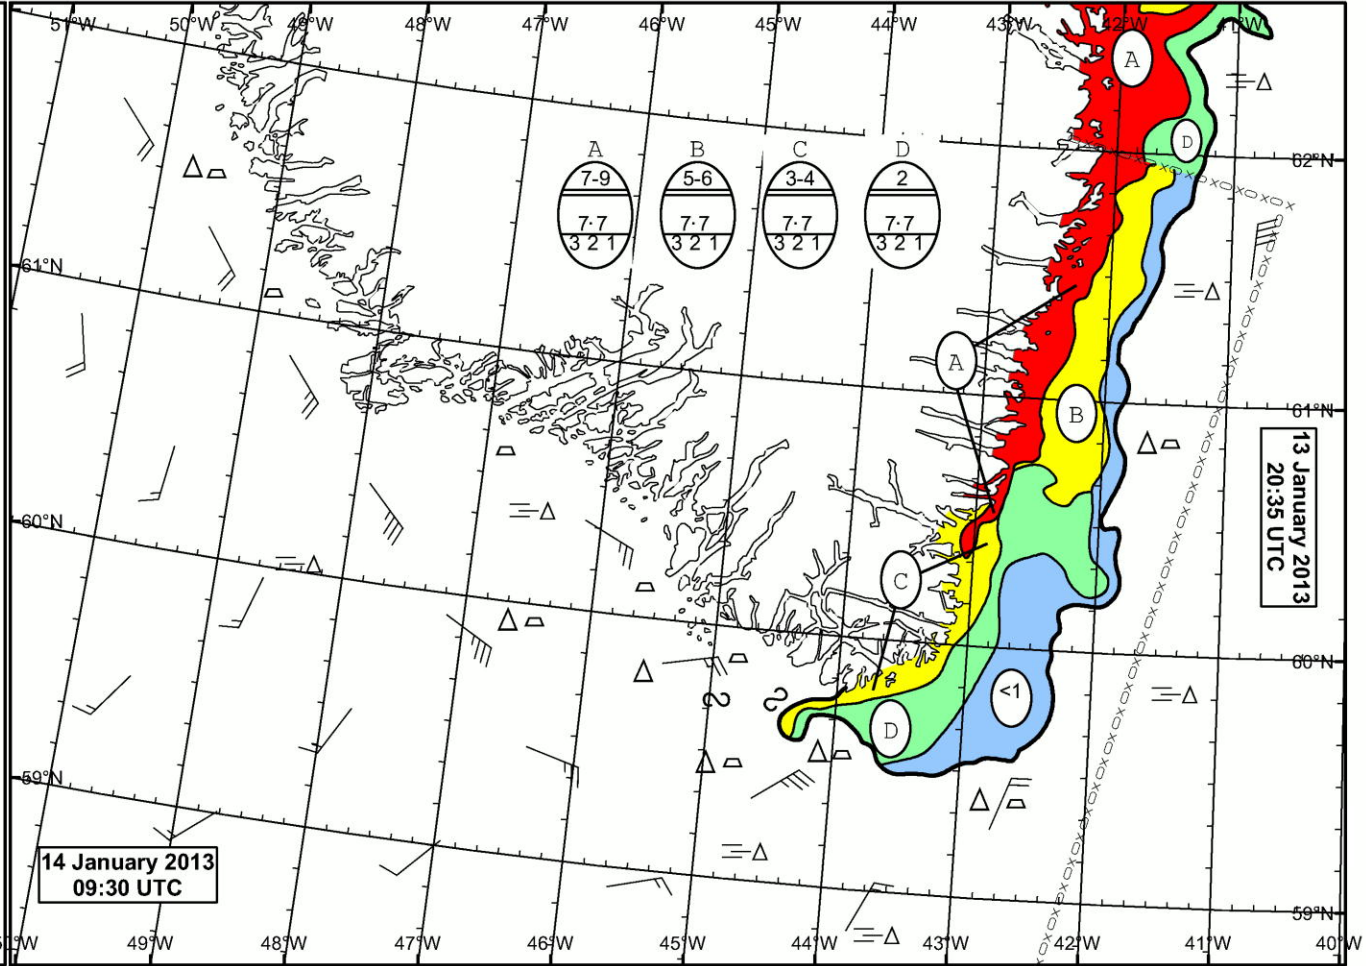 51°W 50°W 49°W 48°W 47°W 46°W 45°W 44°W 43°W 42°W 41°W
A
D
62°N
A B C D
7-9 5-6 3-4 2
7·7 7·7 7·7 7·7
3 2 1 3 2 1 3 2 1 3 2 1
61°N
A
B
61°N
13 January 2013
20:35 UTC
60°N
C
60°N
<1
D
59°N
14 January 2013
09:30 UTC
59°N
51°W 49°W 48°W 47°W 46°W 45°W 44°W 43°W 42°W 41°W 40°W